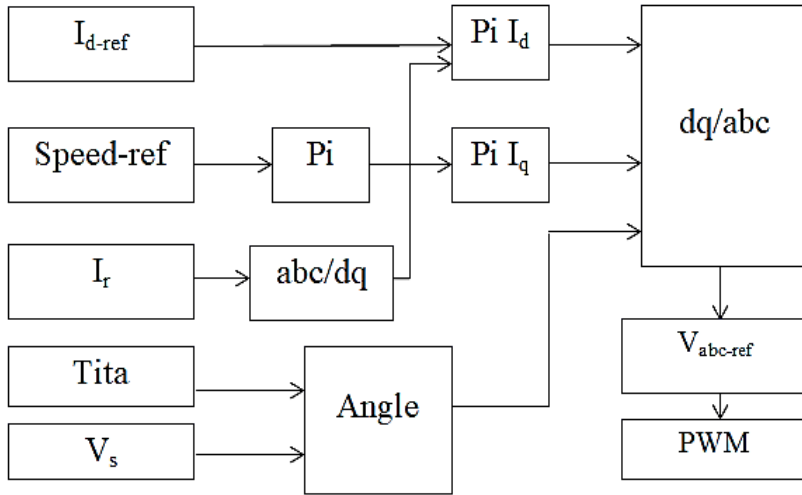 I_d-ref
Pi I_d
dq/abc
Speed-ref
Pi
Pi I_q
I_r
abc/dq
V_abc-ref
Tita
Angle
V_s
PWM